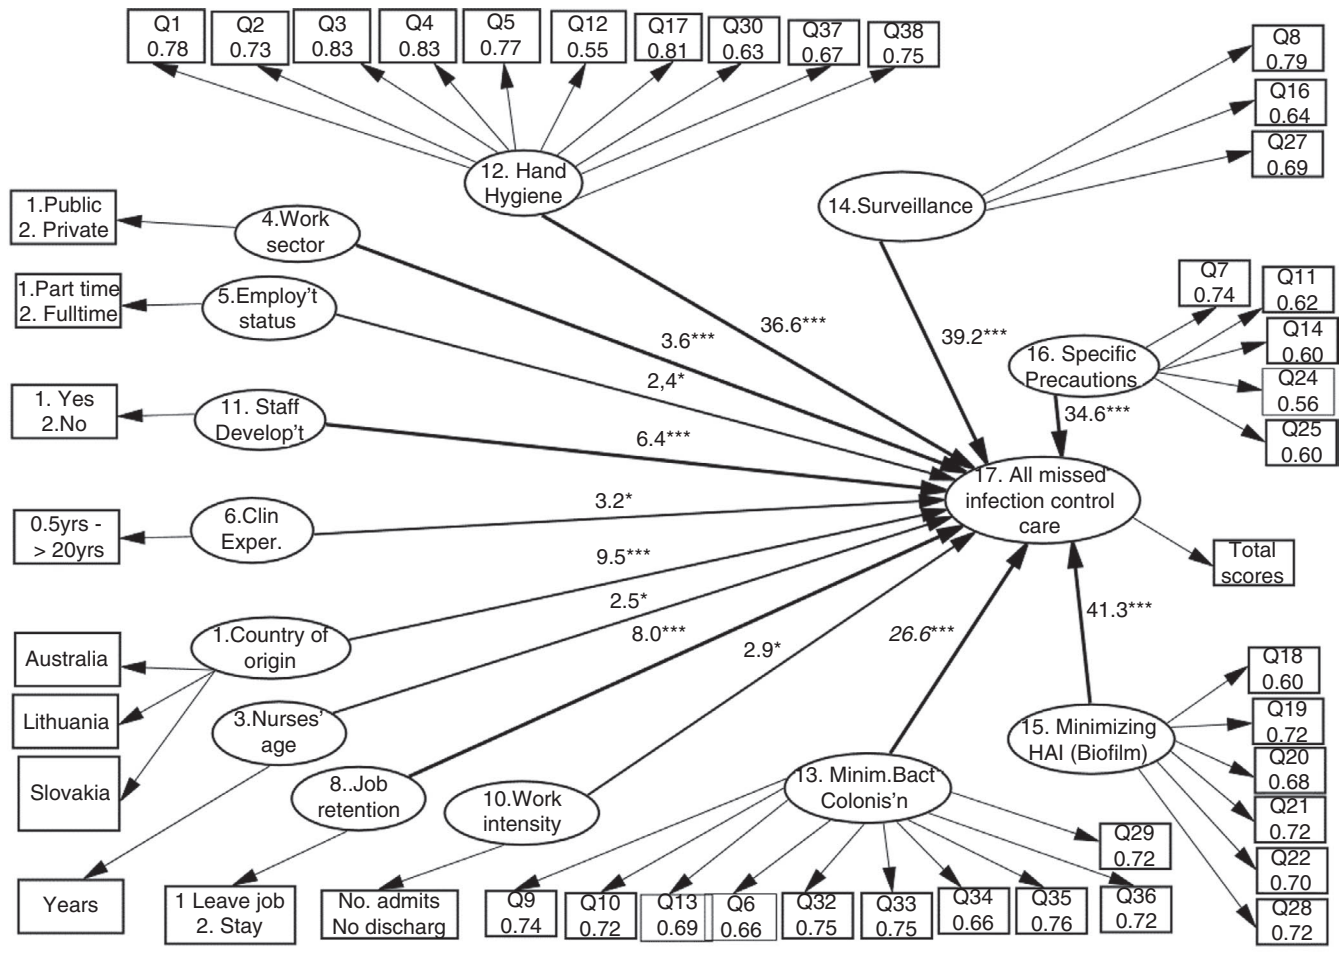 Q1
0.78
Q2
0.73
Q3
0.83
Q4
0.83
Q5
0.77
Q12
0.55
Q17
0.81
Q30
0.63
Q37
0.67
Q38
0.75
Q8
0.79
Q16
0.64
Q27
0.69
12. Hand
Hygiene
14.Surveillance
1.Public
2. Private
4.Work
sector
1.Part time
2. Fulltime
5.Employ't
status
3.6***
36.6***
39.2***
2,4*
Q7
0.74
Q11
0.62
Q14
0.60
Q24
0.56
Q25
0.60
16. Specific
Precautions
34.6***
1. Yes
2.No
11. Staff
Develop't
6.4***
17. All missed
infection control
care
Total
scores
0.5yrs -
> 20yrs
6.Clin
Exper.
3.2*
9.5***
2.5*
8.0***
2.9*
26.6***
41.3***
1.Country of
origin
Australia
Lithuania
Slovakia
3.Nurses'
age
Years
8..Job
retention
1 Leave job
2. Stay
10.Work
intensity
No. admits
No discharg
13. Minim.Bact
Colonis'n
Q9
0.74
Q10
0.72
Q13
0.69
Q6
0.66
Q32
0.75
Q33
0.75
Q34
0.66
Q35
0.76
Q36
0.72
Q29
0.72
15. Minimizing
HAI (Biofilm)
Q18
0.60
Q19
0.72
Q20
0.68
Q21
0.72
Q22
0.70
Q28
0.72